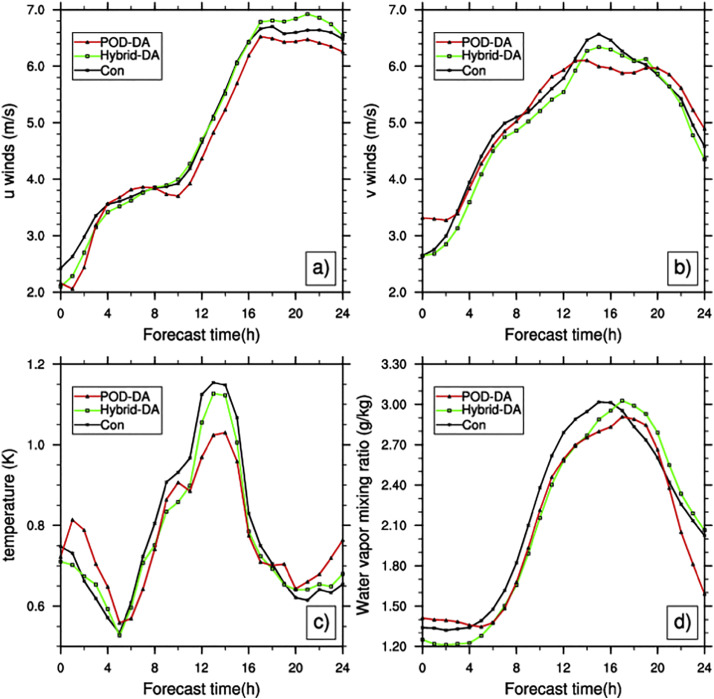 7.0
6.0
5.0
4.0
3.0
2.0
u winds (m/s)
POD-DA
Hybrid-DA
Con
a)
0 4 8 12 16 20 24
Forecast time(h)
7.0
6.0
5.0
4.0
3.0
2.0
v winds (m/s)
POD-DA
Hybrid-DA
Con
b)
0 4 8 12 16 20 24
Forecast time(h)
1.2
1.0
0.8
0.6
temperature (K)
POD-DA
Hybrid-DA
Con
c)
0 4 8 12 16 20 24
Forecast time(h)
3.30
3.00
2.70
2.40
2.10
1.80
1.50
1.20
Water vapor mixing ratio (g/kg)
POD-DA
Hybrid-DA
Con
d)
0 4 8 12 16 20 24
Forecast time(h)